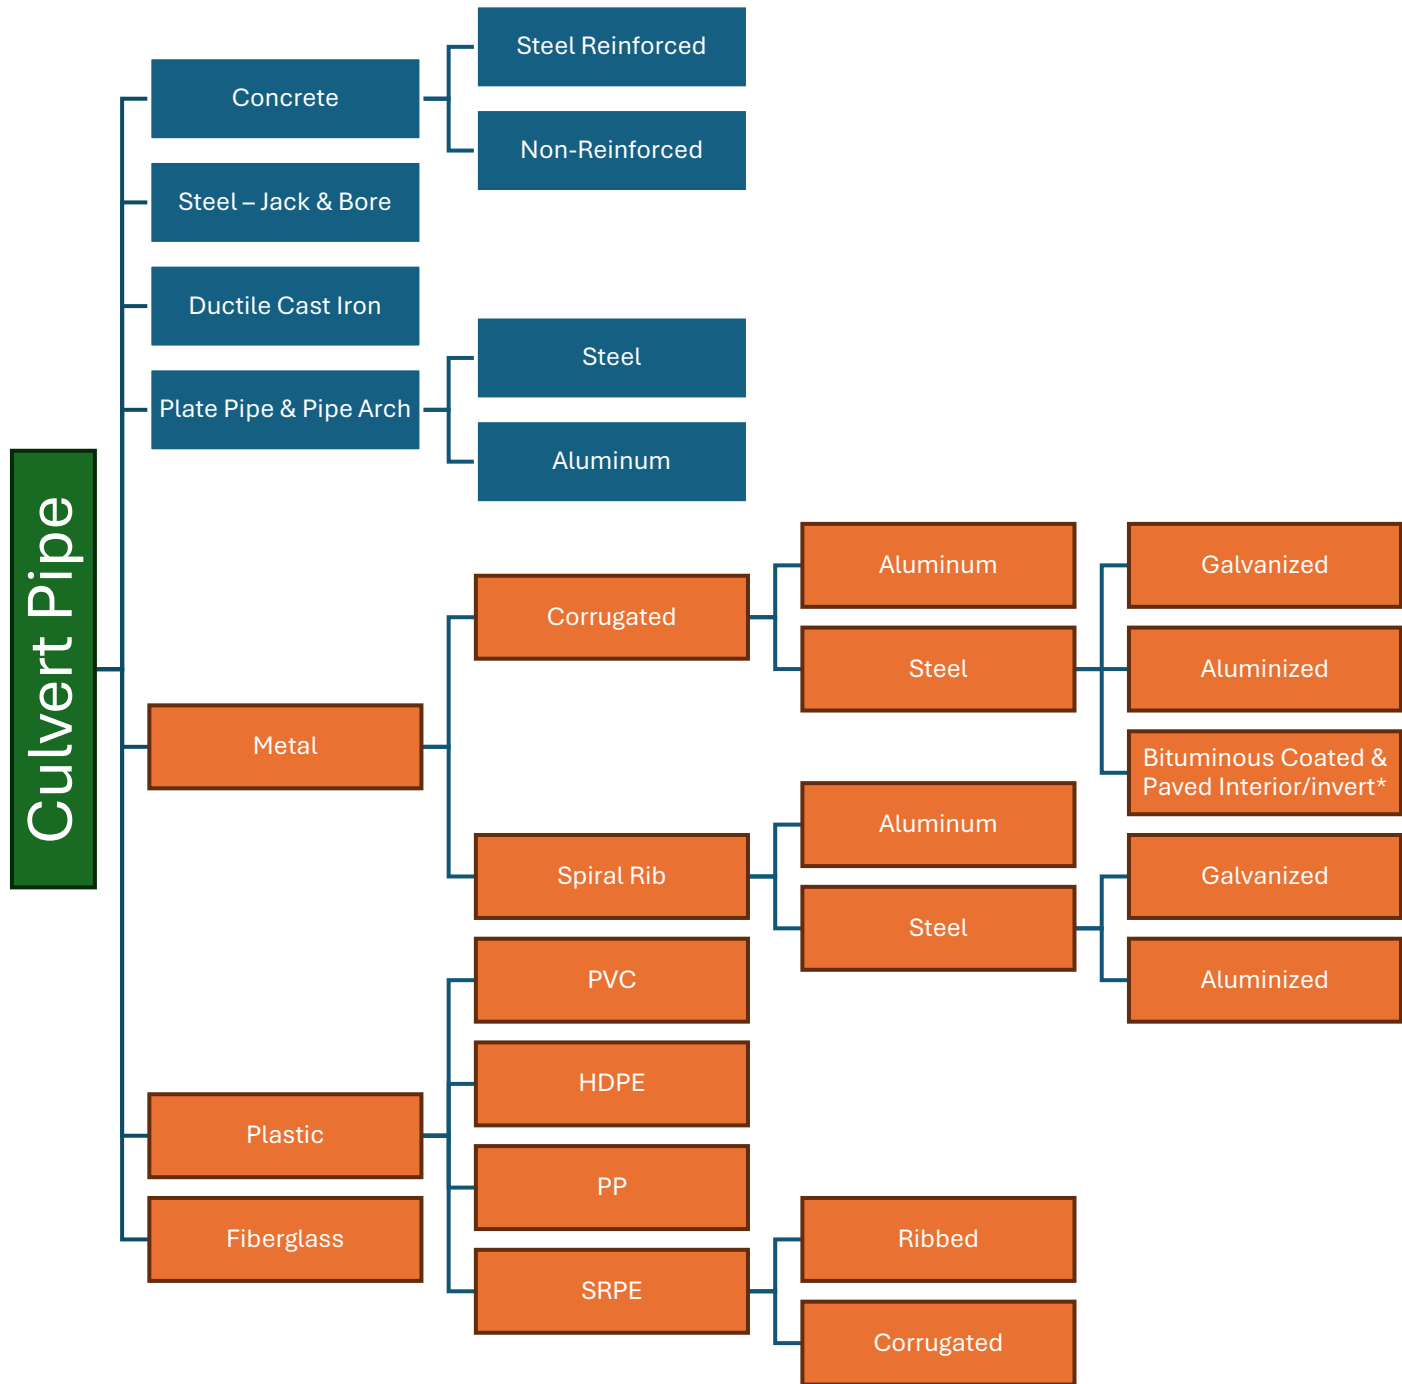 Culvert Pipe
Concrete
Steel Reinforced
Non-Reinforced
Steel – Jack & Bore
Ductile Cast Iron
Plate Pipe & Pipe Arch
Steel
Aluminum
Metal
Corrugated
Aluminum
Steel
Galvanized
Aluminized
Bituminous Coated &
Paved Interior/invert*
Spiral Rib
Aluminum
Steel
Galvanized
Aluminized
Plastic
PVC
HDPE
PP
SRPE
Ribbed
Corrugated
Fiberglass